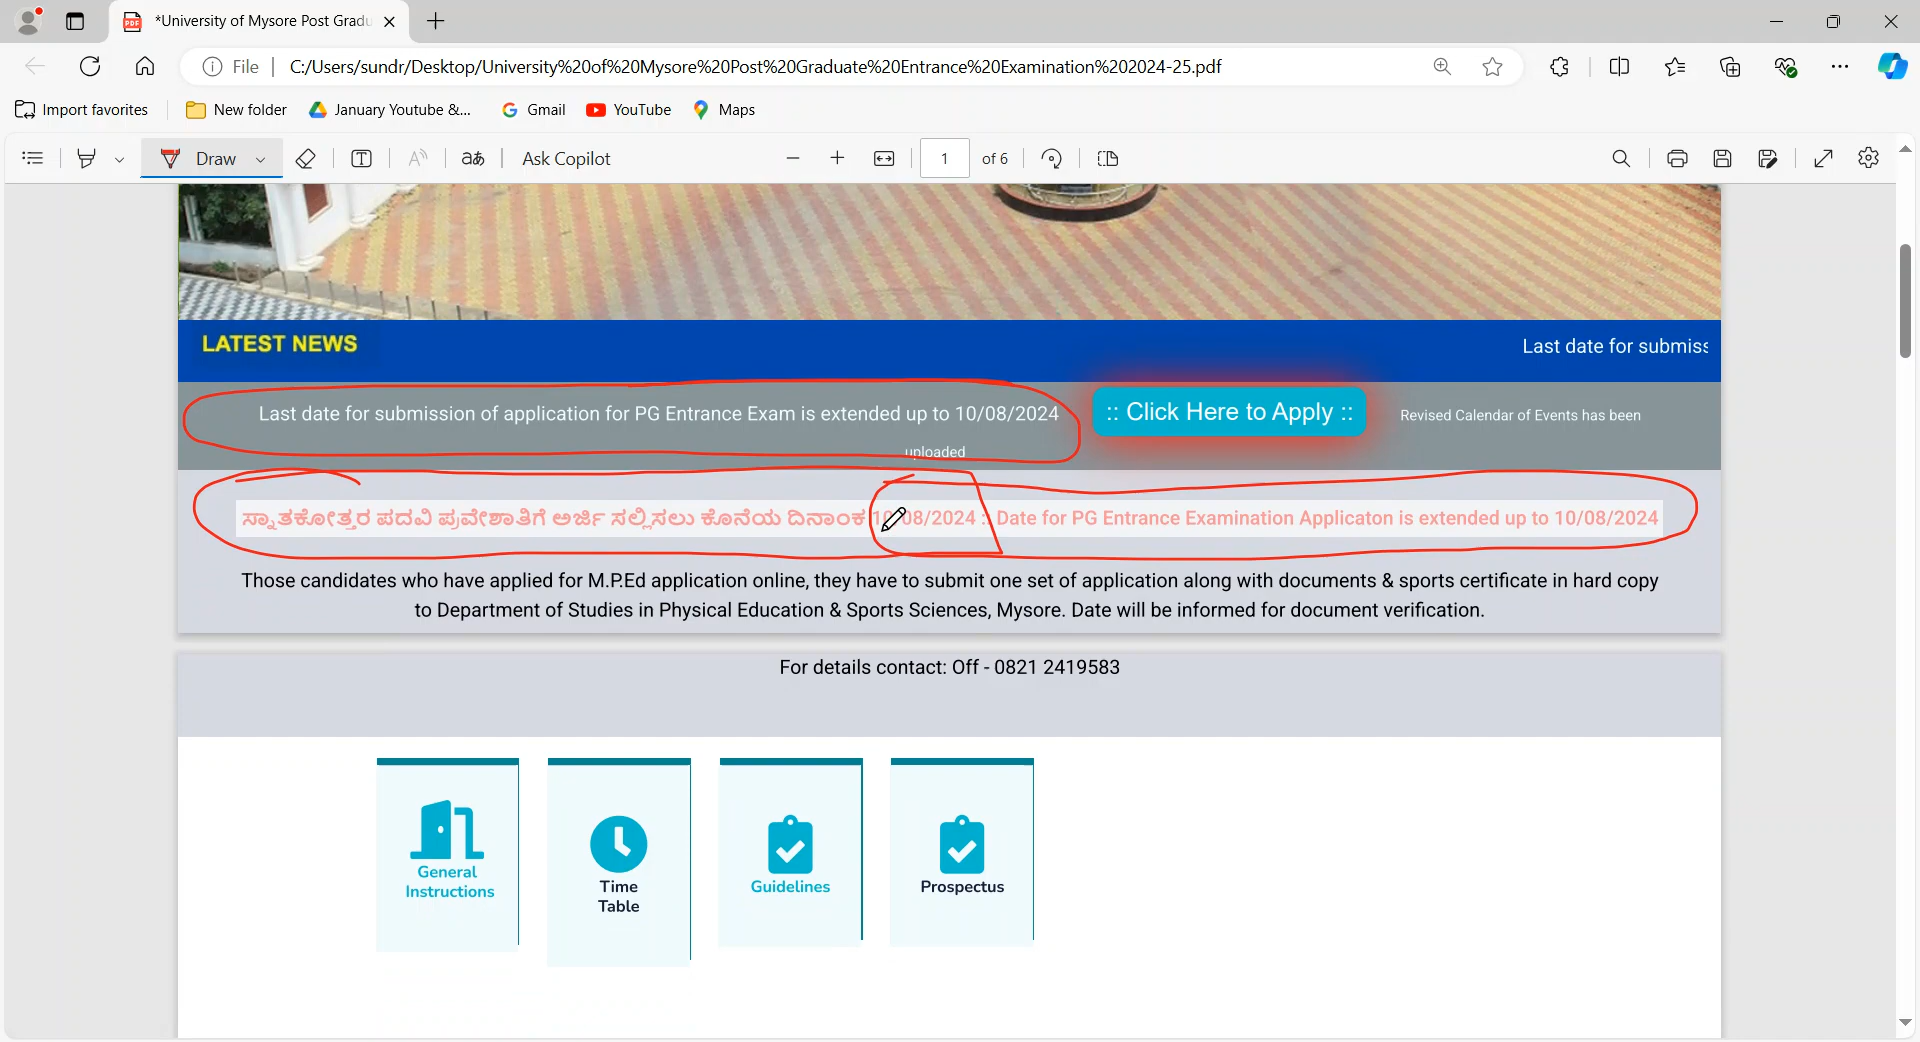 *University of Mysore Post Gradu
File
C:/Users/sundr/Desktop/University%20of%20Mysore%20Post%20Graduate%20Entrance%20Examination%202024-25.pdf
Import favorites
New folder
January Youtube &...
Gmail
YouTube
Maps
Draw
Ask Copilot
1 of 6
LATEST NEWS
Last date for submiss
Last date for submission of application for PG Entrance Exam is extended up to 10/08/2024 :: Click Here to Apply :: Revised Calendar of Events has been
uploaded
ಸ್ನಾತಕೋತ್ತರ ಪದವಿ ಪ್ರವೇಶಾತಿಗೆ ಅರ್ಜಿ ಸಲ್ಲಿಸಲು ಕೊನೆಯ ದಿನಾಂಕ 10/08/2024 :: Date for PG Entrance Examination Applicaton is extended up to 10/08/2024
Those candidates who have applied for M.P.Ed application online, they have to submit one set of application along with documents & sports certificate in hard copy
to Department of Studies in Physical Education & Sports Sciences, Mysore. Date will be informed for document verification.
For details contact: Off - 0821 2419583
General
Instructions
Time
Table
Guidelines
Prospectus